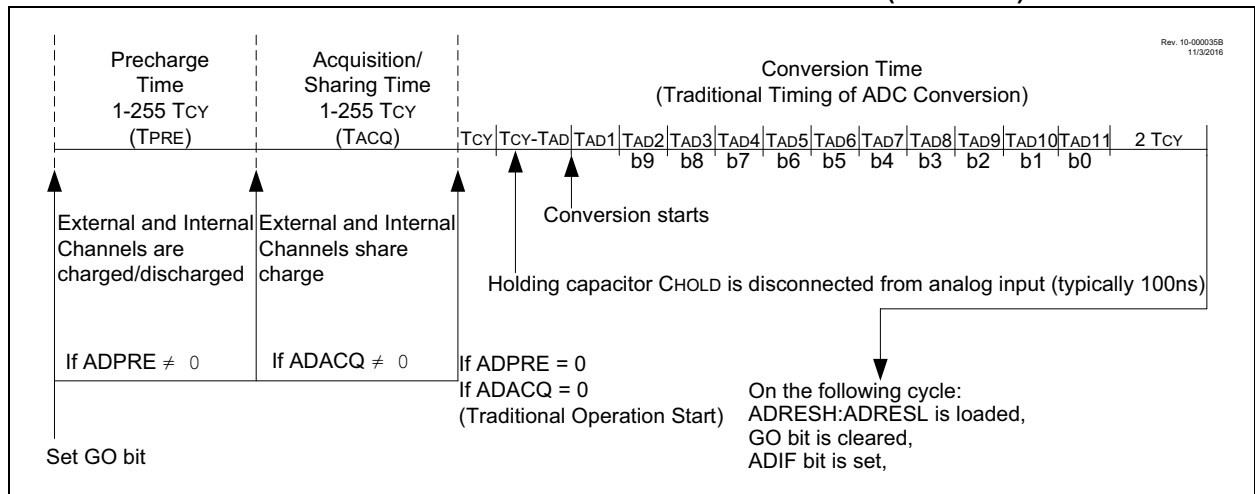 Rev. 10-000035B
11/3/2016
Precharge
Time
1-255 TCY
(TPRE)
Acquisition/
Sharing Time
1-255 TCY
(TACQ)
Conversion Time
(Traditional Timing of ADC Conversion)
TCY TCY-TAD TAD1 TAD2 TAD3 TAD4 TAD5 TAD6 TAD7 TAD8 TAD9 TAD10 TAD11 2 TCY
b9 b8 b7 b6 b5 b4 b3 b2 b1 b0
External and Internal
Channels are
charged/discharged
External and Internal
Channels share
charge
Conversion starts
Holding capacitor CHOLD is disconnected from analog input (typically 100ns)
If ADPRE ≠ 0
If ADACQ ≠ 0
If ADPRE = 0
If ADACQ = 0
(Traditional Operation Start)
On the following cycle:
ADRESH:ADRESL is loaded,
GO bit is cleared,
ADIF bit is set,
Set GO bit